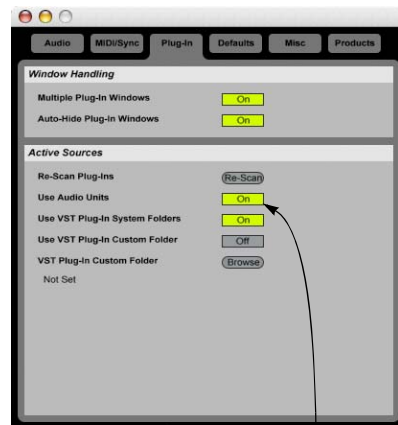 Audio MIDI/Sync Plug-In Defaults Misc Products
Window Handling
Multiple Plug-In Windows On
Auto-Hide Plug-In Windows On
Active Sources
Re-Scan Plug-Ins Re-Scan
Use Audio Units On
Use VST Plug-In System Folders On
Use VST Plug-In Custom Folder Off
VST Plug-In Custom Folder Browse
Not Set